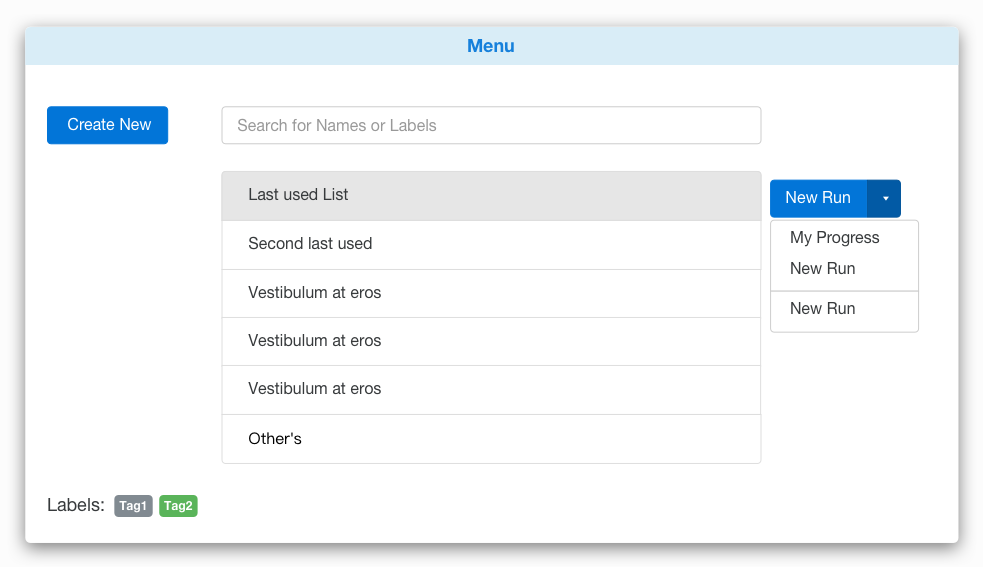 Menu
Create New
Search for Names or Labels
Last used List
New Run
Second last used
My Progress
New Run
Vestibulum at eros
New Run
Vestibulum at eros
Vestibulum at eros
Other's
Labels: Tag1 Tag2